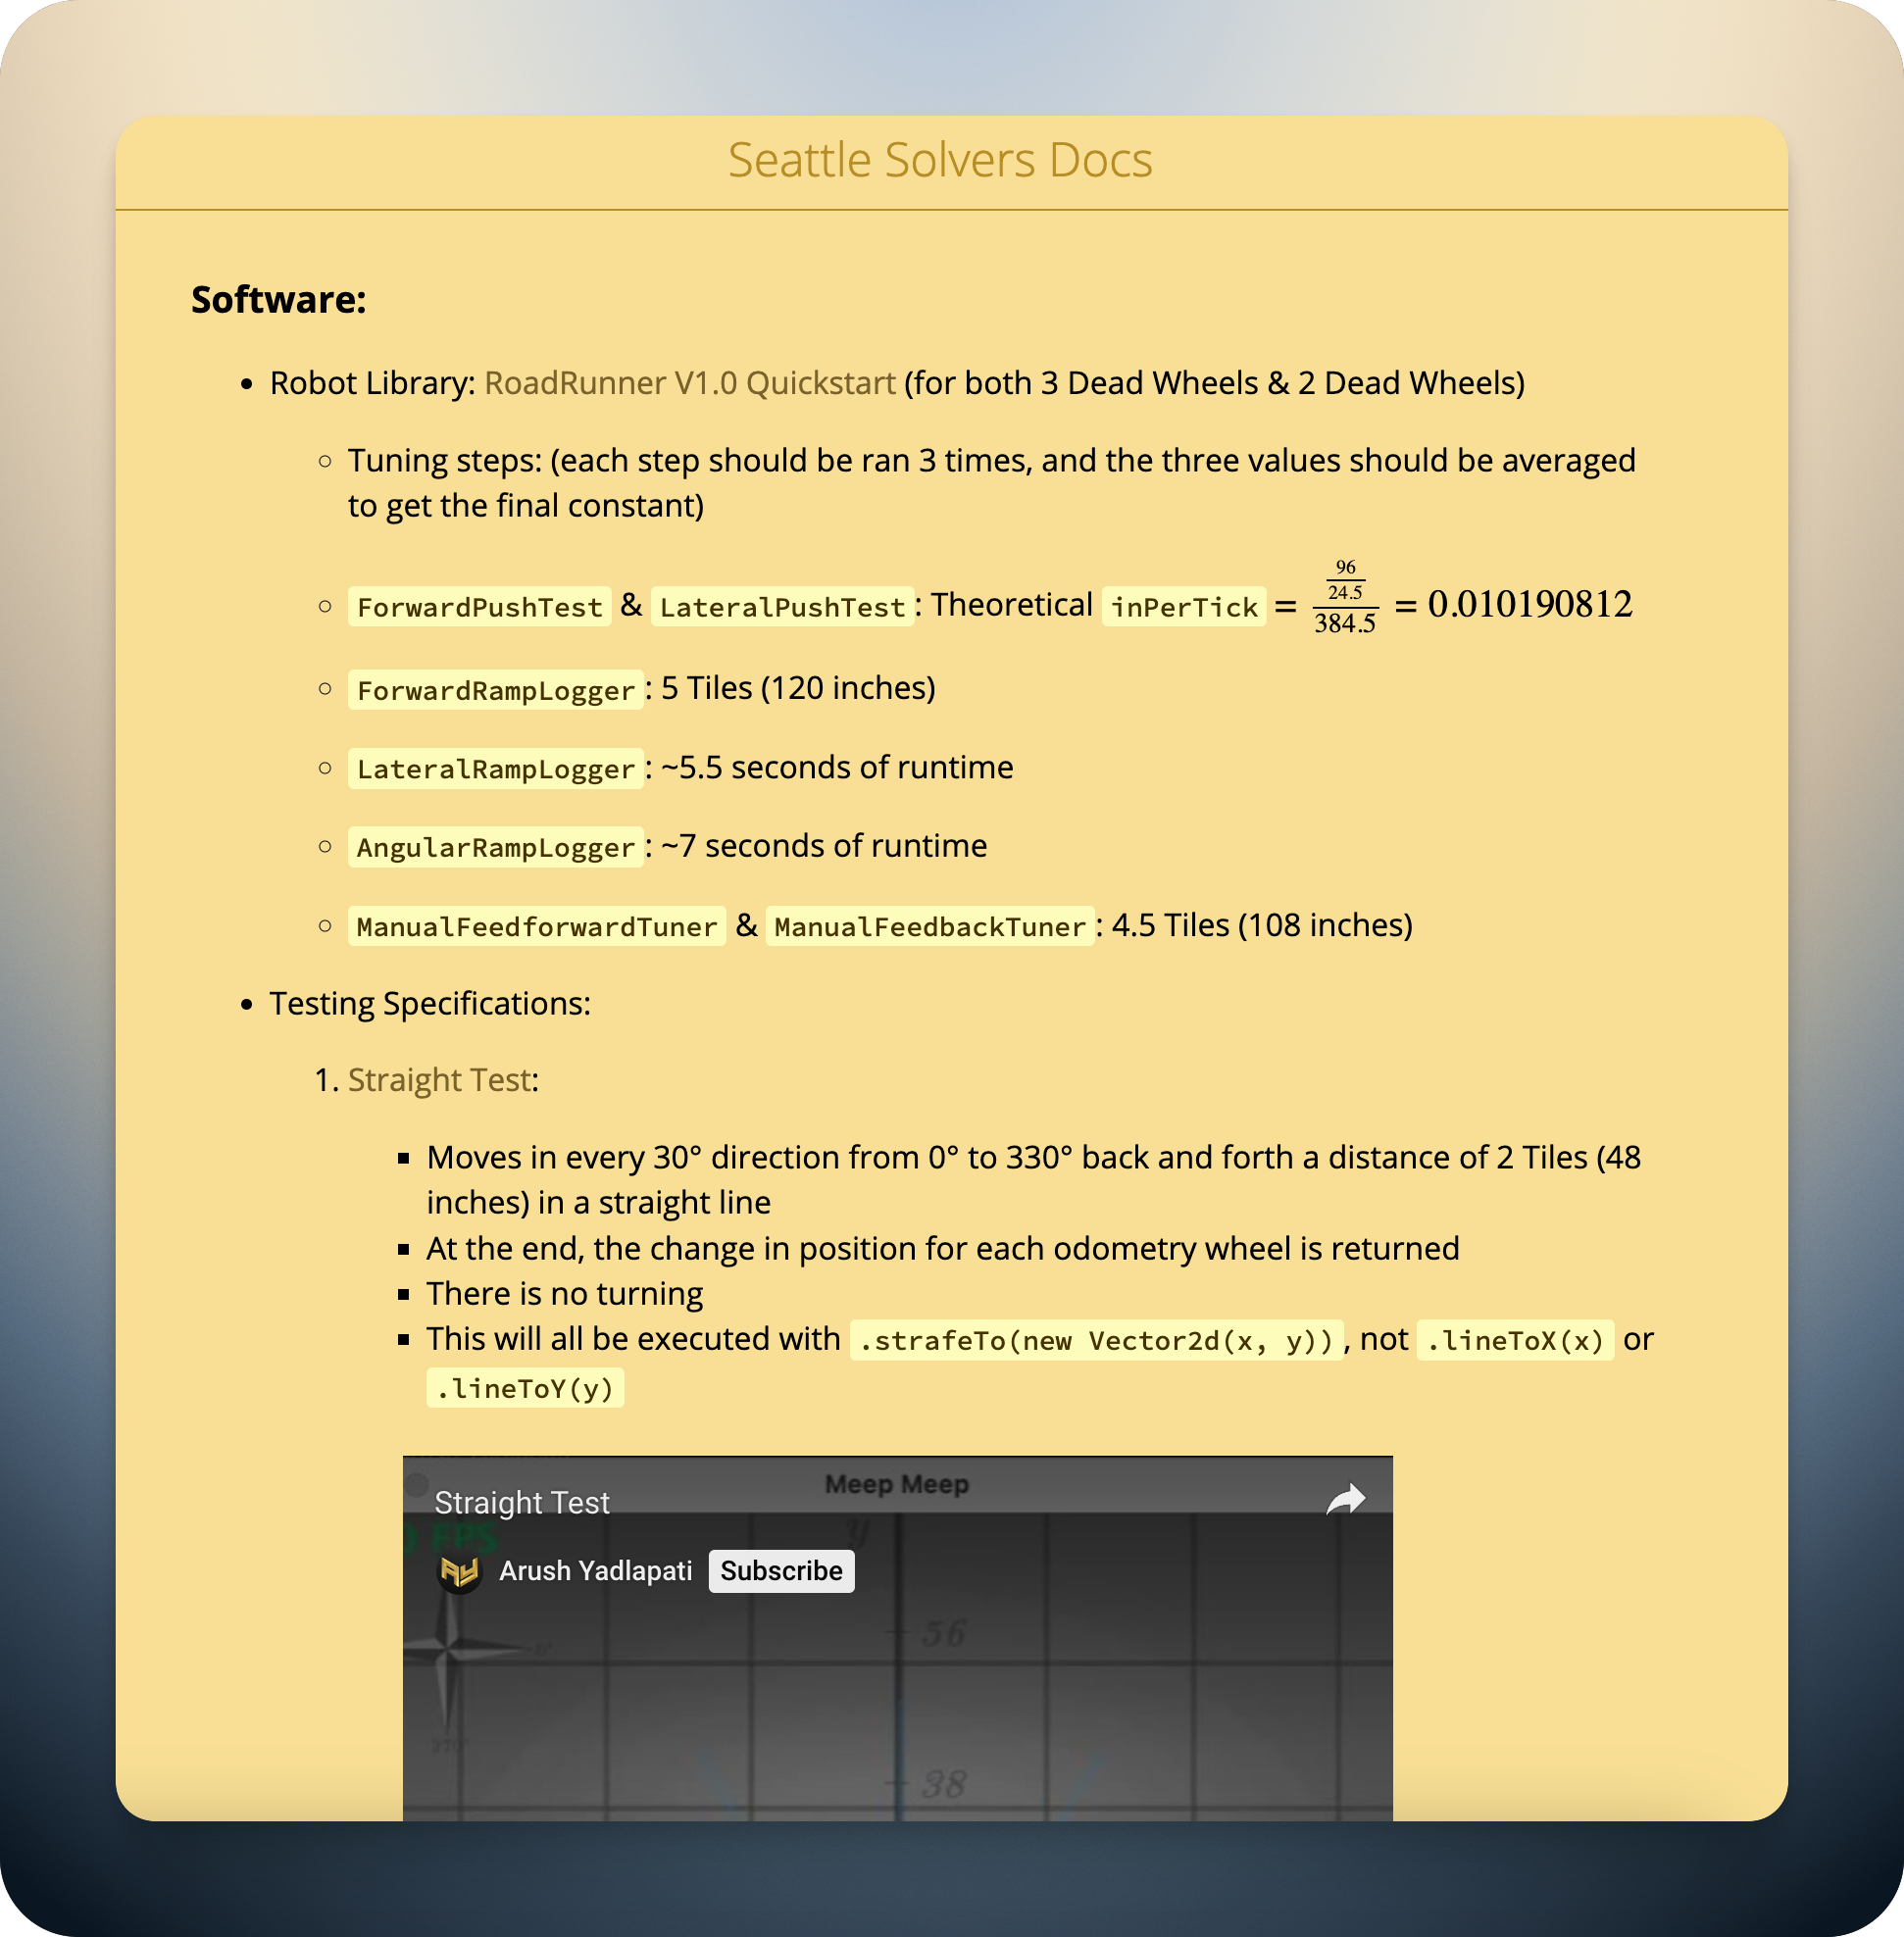 Seattle Solvers Docs
Software:
• Robot Library: RoadRunner V1.0 Quickstart (for both 3 Dead Wheels & 2 Dead Wheels)
○ Tuning steps: (each step should be ran 3 times, and the three values should be averaged
to get the final constant)
○ ForwardPushTest & LateralPushTest: Theoretical inPerTick = 96/24.5/384.5 = 0.010190812
○ ForwardRampLogger: 5 Tiles (120 inches)
○ LateralRampLogger: ~5.5 seconds of runtime
○ AngularRampLogger: ~7 seconds of runtime
○ ManualFeedforwardTuner & ManualFeedbackTuner: 4.5 Tiles (108 inches)
• Testing Specifications:
1. Straight Test:
▪ Moves in every 30° direction from 0° to 330° back and forth a distance of 2 Tiles (48
inches) in a straight line
▪ At the end, the change in position for each odometry wheel is returned
▪ There is no turning
▪ This will all be executed with .strafeTo(new Vector2d(x, y)), not .lineToX(x) or
.lineToY(y)
Meep Meep
Straight Test
FPS
y
Arush Yadlapati Subscribe
56
0°
270°
38